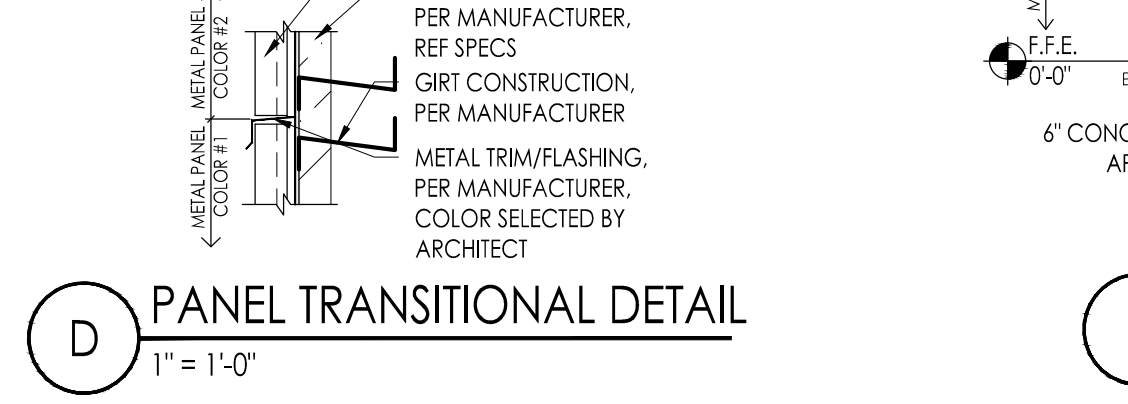 PER MANUFACTURER,
REF SPECS
GIRT CONSTRUCTION,
PER MANUFACTURER
METAL TRIM/FLASHING,
PER MANUFACTURER,
COLOR SELECTED BY
ARCHITECT
METAL PANEL
COLOR #2
METAL PANEL
COLOR #1
D
PANEL TRANSITIONAL DETAIL
1" = 1'-0"
F.F.E.
0'-0"
6" CONC